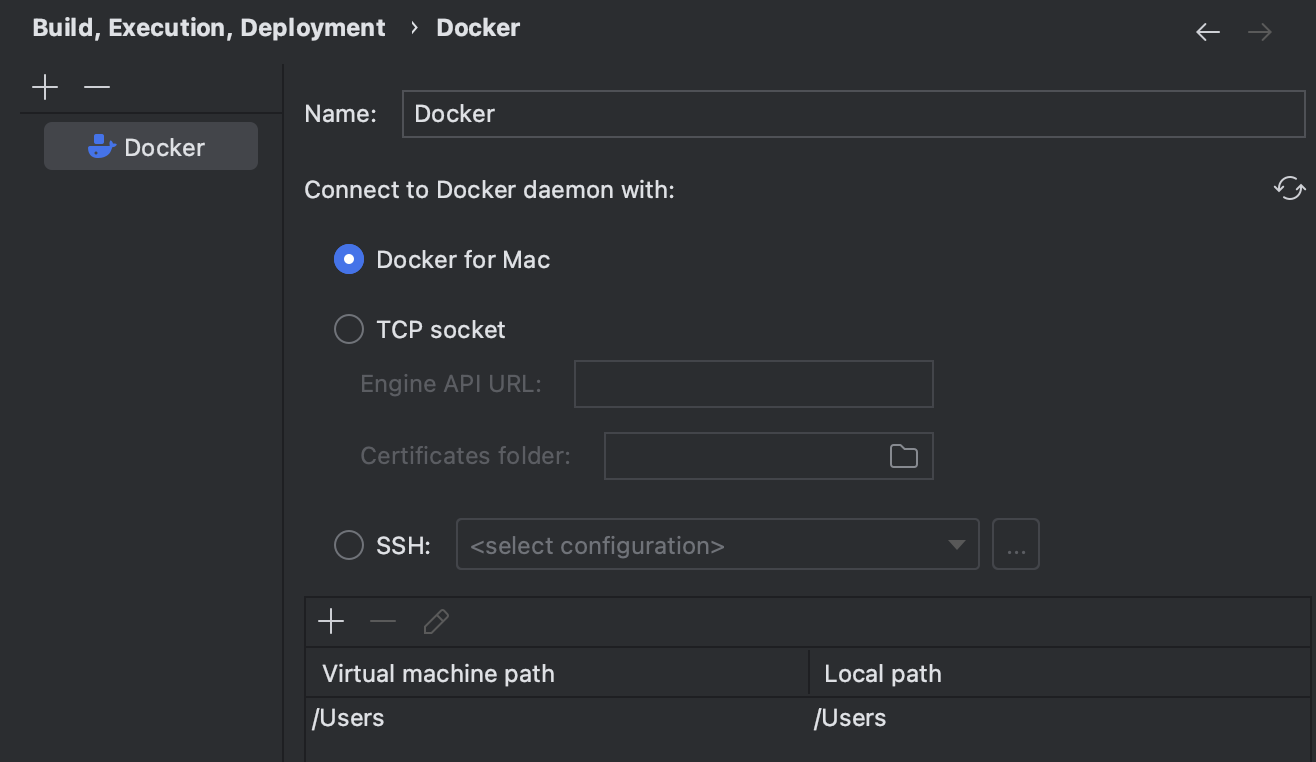 Build, Execution, Deployment › Docker
Docker
Name: Docker
Connect to Docker daemon with:
Docker for Mac
TCP socket
Engine API URL:
Certificates folder:
SSH: <select configuration> ...
Virtual machine path Local path
/Users /Users